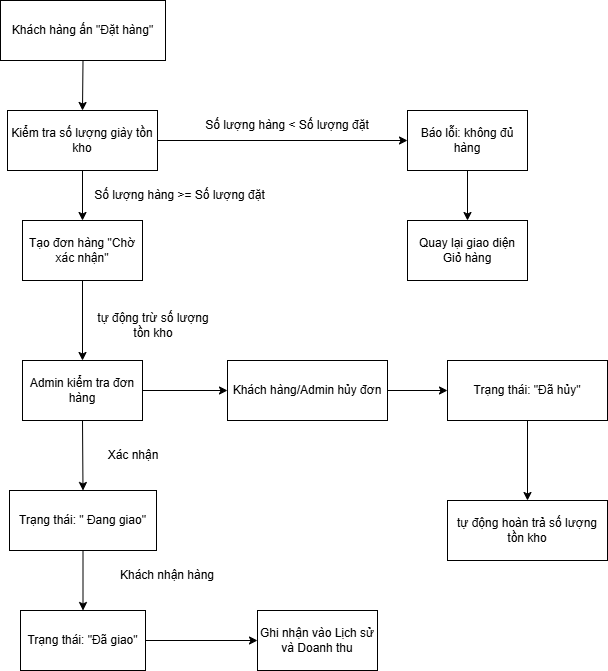 Khách hàng ấn "Đặt hàng"
Kiểm tra số lượng giày tồn
kho
Số lượng hàng < Số lượng đặt
Báo lỗi: không đủ
hàng
Số lượng hàng >= Số lượng đặt
Tạo đơn hàng "Chờ
xác nhận"
Quay lại giao diện
Giỏ hàng
tự động trừ số lượng
tồn kho
Admin kiểm tra đơn
hàng
Khách hàng/Admin hủy đơn
Trạng thái: "Đã hủy"
Xác nhận
Trạng thái: " Đang giao"
tự động hoàn trả số lượng
tồn kho
Khách nhận hàng
Trạng thái: "Đã giao"
Ghi nhận vào Lịch sử
và Doanh thu